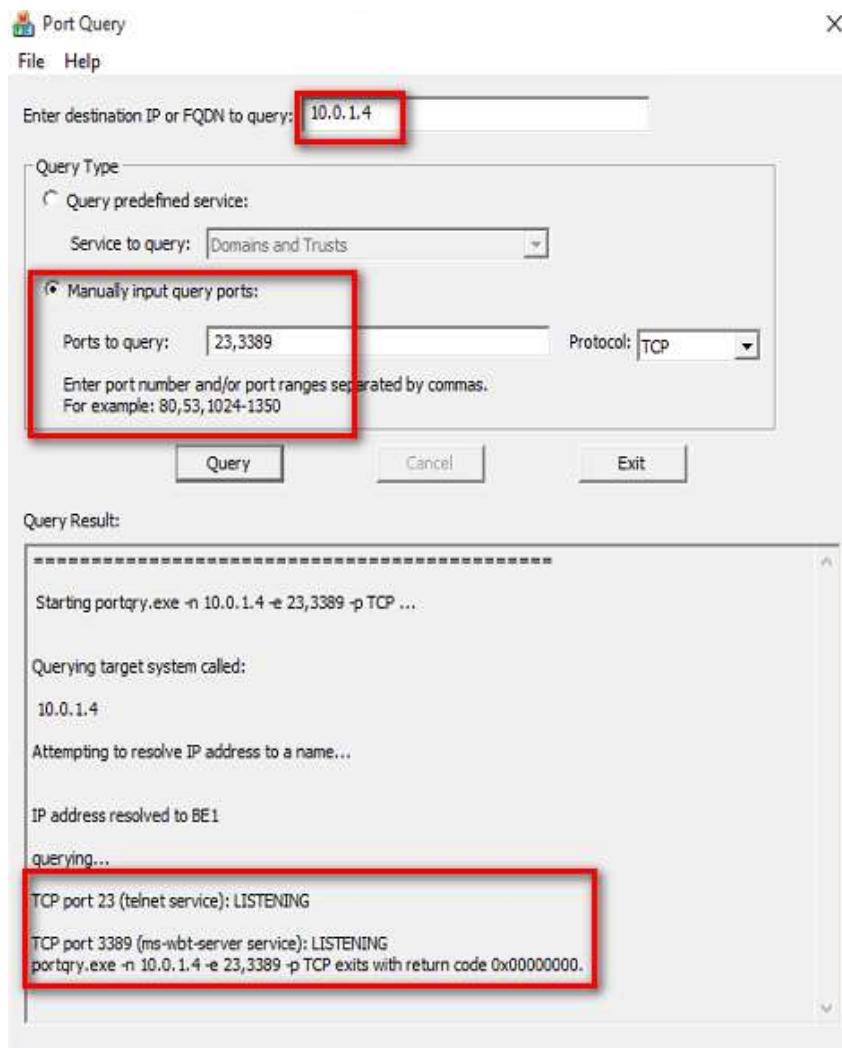 Port Query
File Help
Enter destination IP or FQDN to query: 10.0.1.4
Query Type
Query predefined service:
Service to query: Domains and Trusts
Manually input query ports:
Ports to query: 23,3389 Protocol: TCP
Enter port number and/or port ranges separated by commas.
For example: 80,53,1024-1350
Query Cancel Exit
Query Result:
=============================================
Starting portqry.exe -n 10.0.1.4 -e 23,3389 -p TCP ...
Querying target system called:
10.0.1.4
Attempting to resolve IP address to a name...
IP address resolved to BE1
querying...
TCP port 23 (telnet service): LISTENING
TCP port 3389 (ms-wbt-server service): LISTENING
portqry.exe -n 10.0.1.4 -e 23,3389 -p TCP exits with return code 0x00000000.